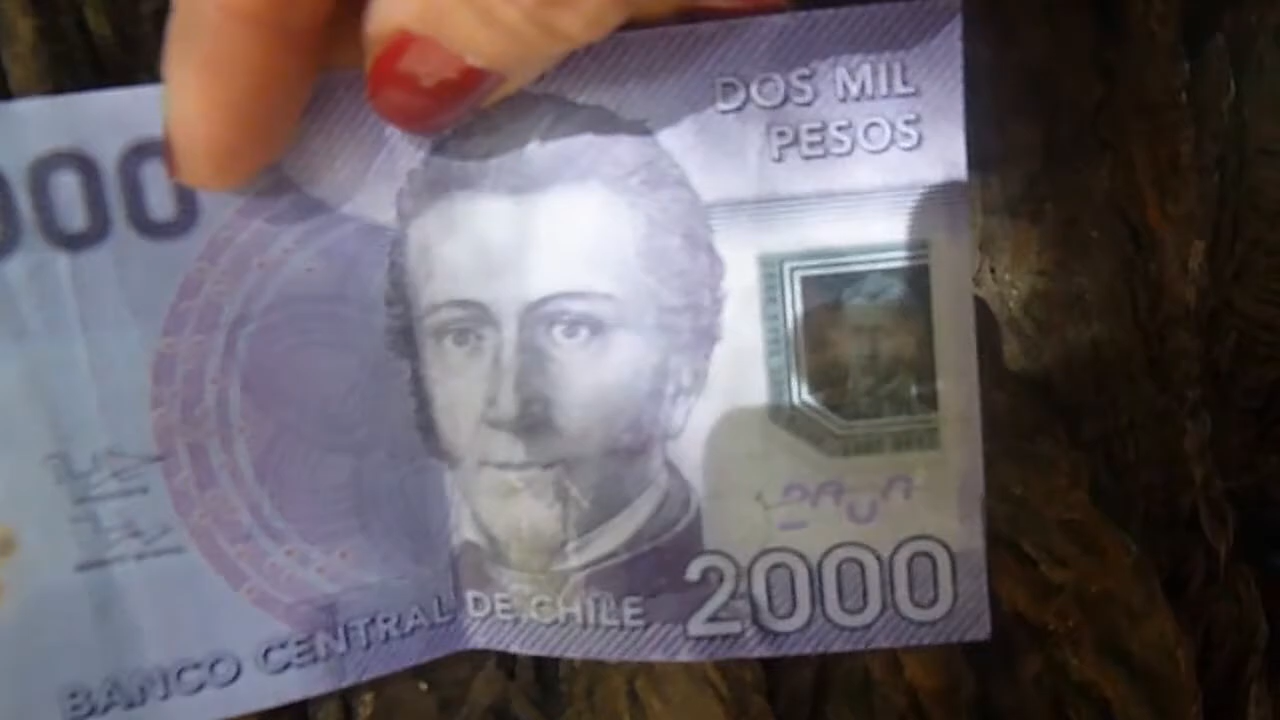 DOS MIL
PESOS
000
2000
BANCO CENTRAL DE CHILE